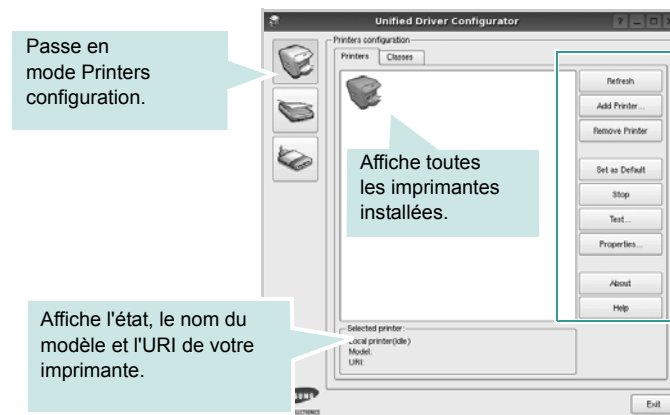 Unified Driver Configurator
Passe en
mode Printers
configuration.
Printers configuration
Printers
Classes
Refresh
Add Printer...
Remove Printer
Set as Default
Stop
Test...
Properties...
About
Help
Affiche toutes
les imprimantes
installées.
Affiche l'état, le nom du
modèle et l'URI de votre
imprimante.
Selected printer:
Local printer(idle)
Model:
URI:
Exit